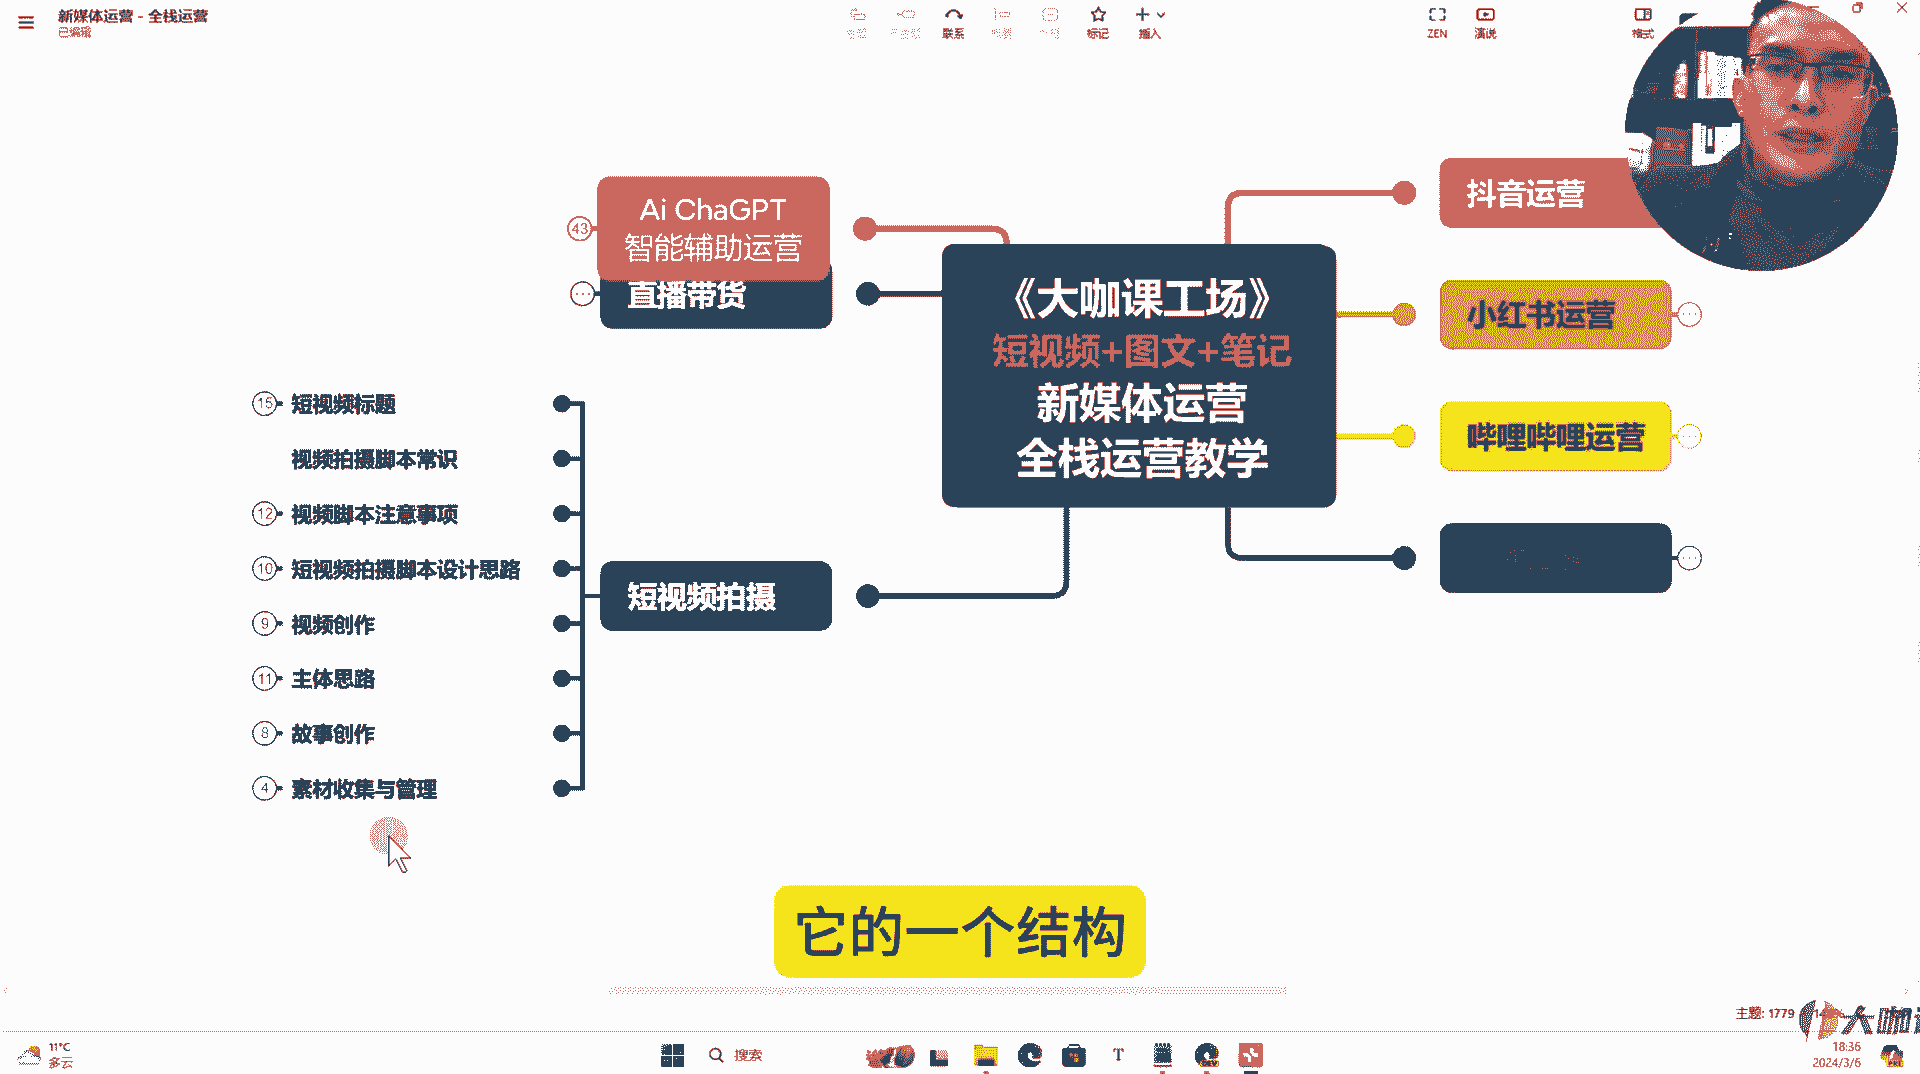 新媒体运营 - 全栈运营
已编辑
联系
标记
插入
ZEN
演说
格式
Ai ChaGPT
智能辅助运营
43
直播带货
《大咖课工场》
短视频+图文+笔记
新媒体运营
全栈运营教学
抖音运营
小红书运营
哔哩哔哩运营
短视频拍摄
15 短视频标题
视频拍摄脚本常识
12 视频脚本注意事项
10 短视频拍摄脚本设计思路
9 视频创作
11 主体思路
8 故事创作
4 素材收集与管理
它的一个结构
主题: 1779
大咖
11°C
多云
搜索
18:36
2024/3/6